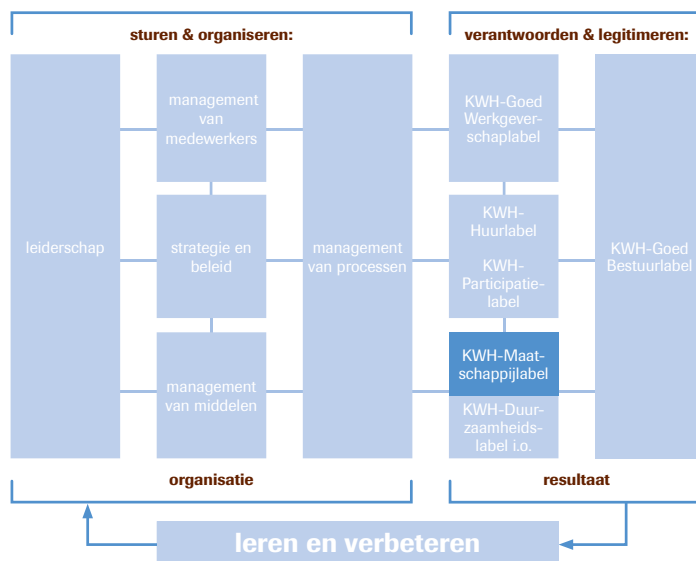 sturen & organiseren:
verantwoorden & legitimeren:
leiderschap
management
van
medewerkers
strategie en
beleid
management
van middelen
management
van processen
KWH-Goed
Werkgever-
schaplabel
KWH-
Huurlabel
KWH-
Participatie-
label
KWH-Maat-
schappijlabel
KWH-Duur-
zaamheids-
label i.o.
KWH-Goed
Bestuurlabel
organisatie
resultaat
leren en verbeteren